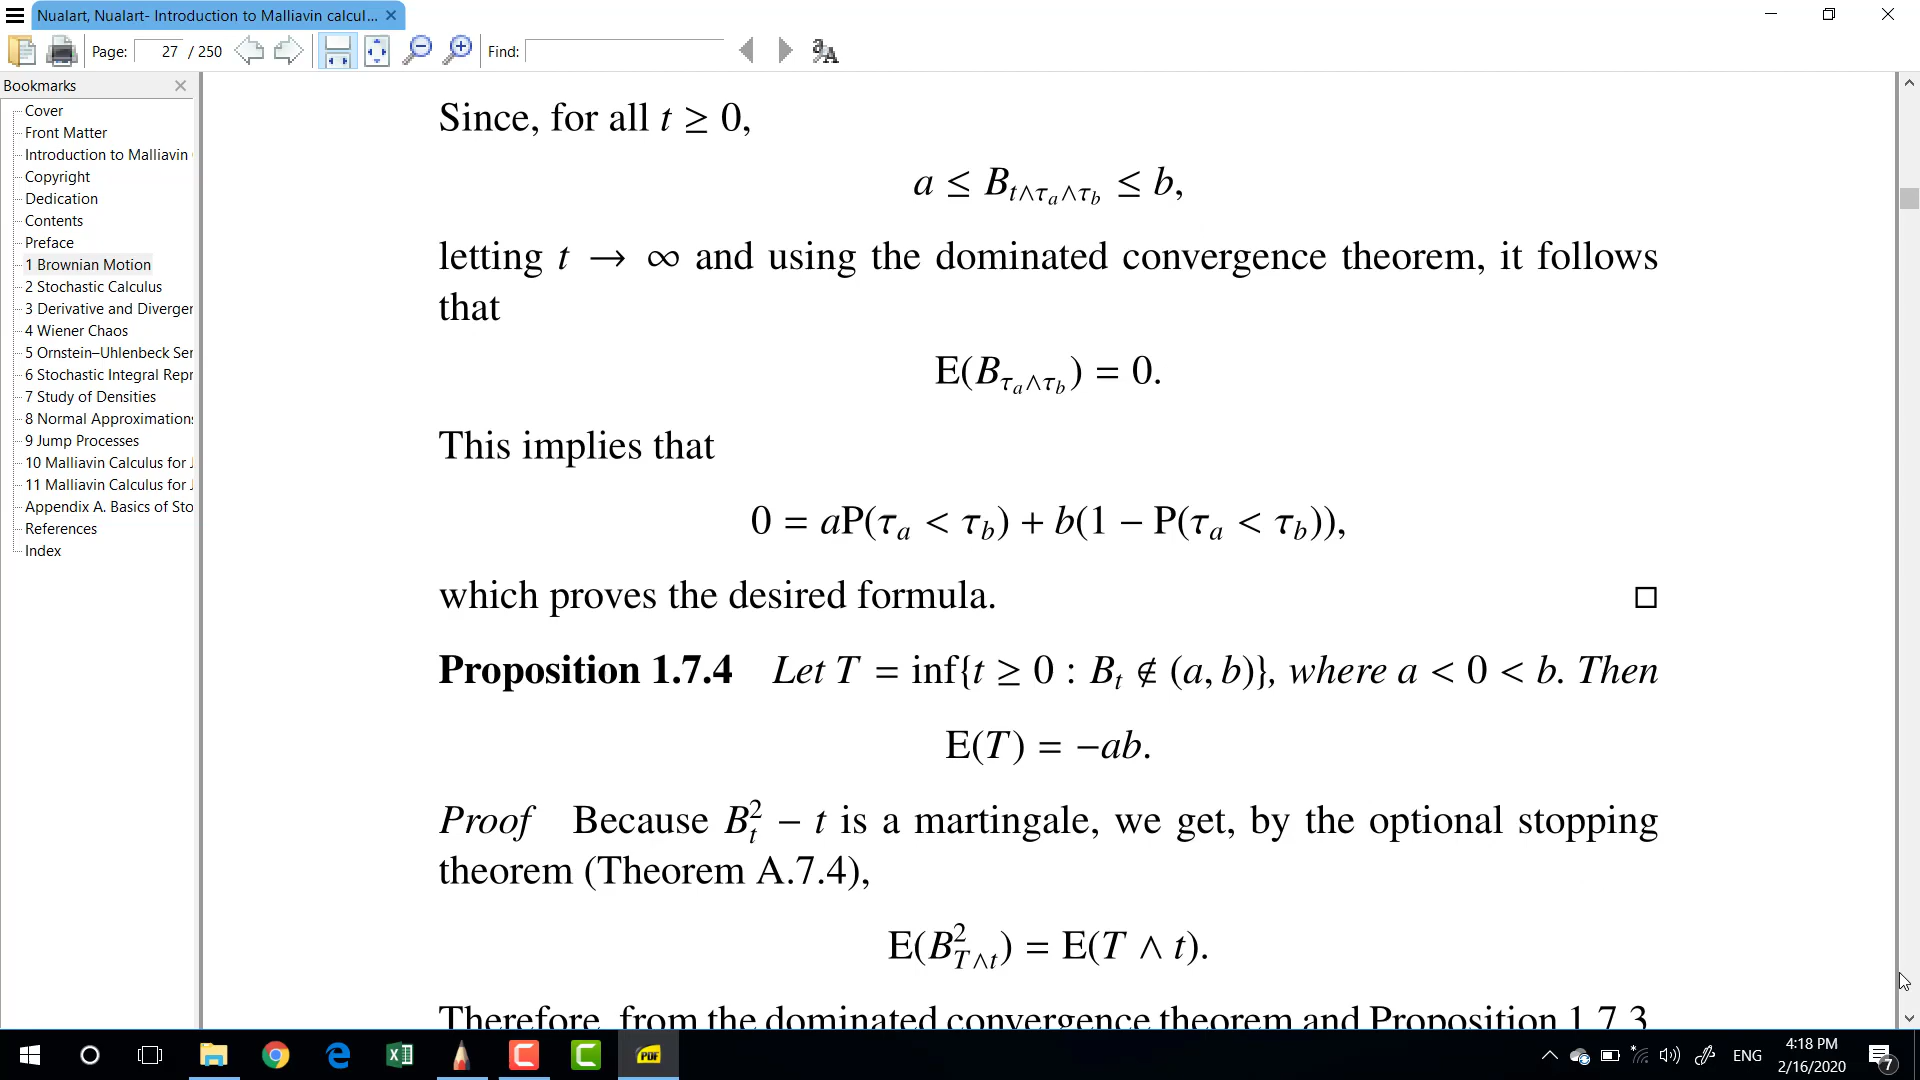 Nualart, Nualart- Introduction to Malliavin calcul...
Page: 27 / 250 Find:
Bookmarks
Cover
Front Matter
Introduction to Malliavin
Copyright
Dedication
Contents
Preface
1 Brownian Motion
2 Stochastic Calculus
3 Derivative and Diverger
4 Wiener Chaos
5 Ornstein–Uhlenbeck Ser
6 Stochastic Integral Repr
7 Study of Densities
8 Normal Approximations
9 Jump Processes
10 Malliavin Calculus for J
11 Malliavin Calculus for J
Appendix A. Basics of Sto
References
Index
Since, for all t ≥ 0,
a ≤ B_{t∧τ_a∧τ_b} ≤ b,
letting t → ∞ and using the dominated convergence theorem, it follows
that
E(B_{τ_a∧τ_b}) = 0.
This implies that
0 = aP(τ_a < τ_b) + b(1 − P(τ_a < τ_b)),
which proves the desired formula. □
Proposition 1.7.4 Let T = inf{t ≥ 0 : B_t ∉ (a, b)}, where a < 0 < b. Then
E(T) = −ab.
Proof Because B_t^2 − t is a martingale, we get, by the optional stopping
theorem (Theorem A.7.4),
E(B_{T∧t}^2) = E(T ∧ t).
Therefore, from the dominated convergence theorem and Proposition 1.7.3
PDF
ENG
4:18 PM
2/16/2020
7